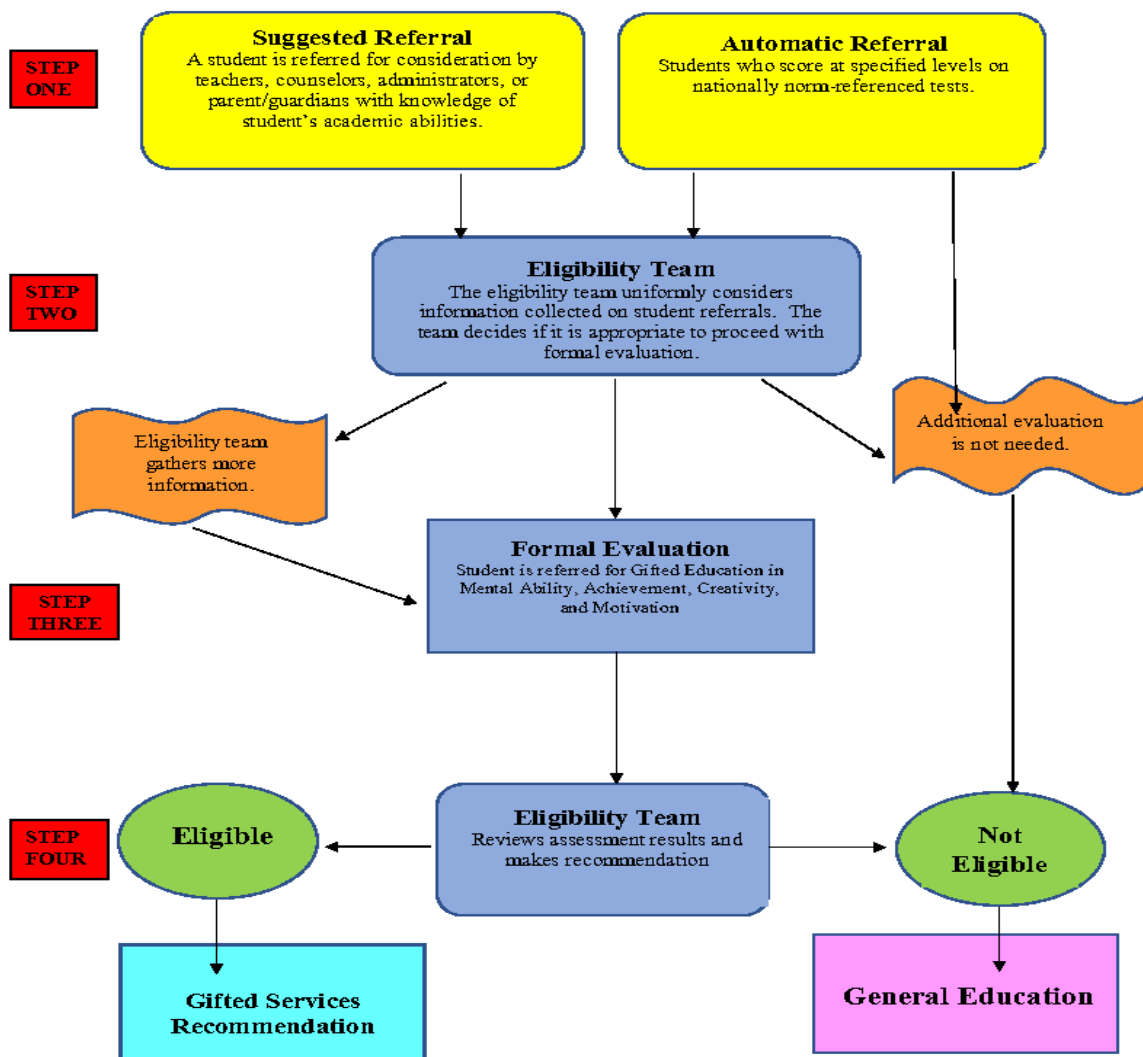 STEP
ONE
Suggested Referral
A student is referred for consideration by
teachers, counselors, administrators, or
parent/guardians with knowledge of
student's academic abilities.
Automatic Referral
Students who score at specified levels on
nationally norm-referenced tests.
STEP
TWO
Eligibility Team
The eligibility team uniformly considers
information collected on student referrals.  The
team decides if it is appropriate to proceed with
formal evaluation.
Eligibility team
gathers more
information.
Additional evaluation
is not needed.
STEP
THREE
Formal Evaluation
Student is referred for Gifted Education in
Mental Ability, Achievement, Creativity,
and Motivation
STEP
FOUR
Eligible
Eligibility Team
Reviews assessment results and
makes recommendation
Not
Eligible
Gifted Services
Recommendation
General Education